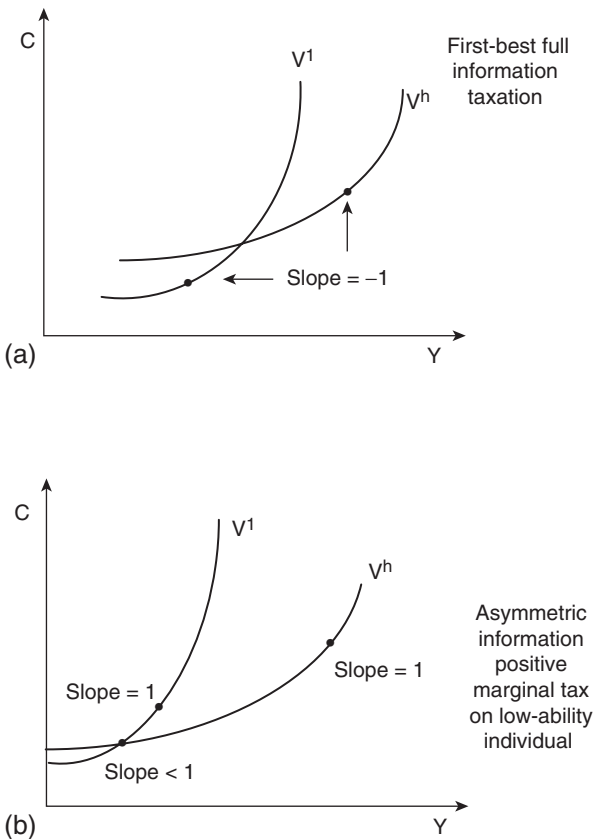 C
V¹
Vʰ
First-best full
information
taxation
Slope = –1
(a)
Y
C
V¹
Vʰ
Asymmetric
information
positive
marginal tax
on low-ability
individual
Slope = 1
Slope = 1
Slope < 1
(b)
Y